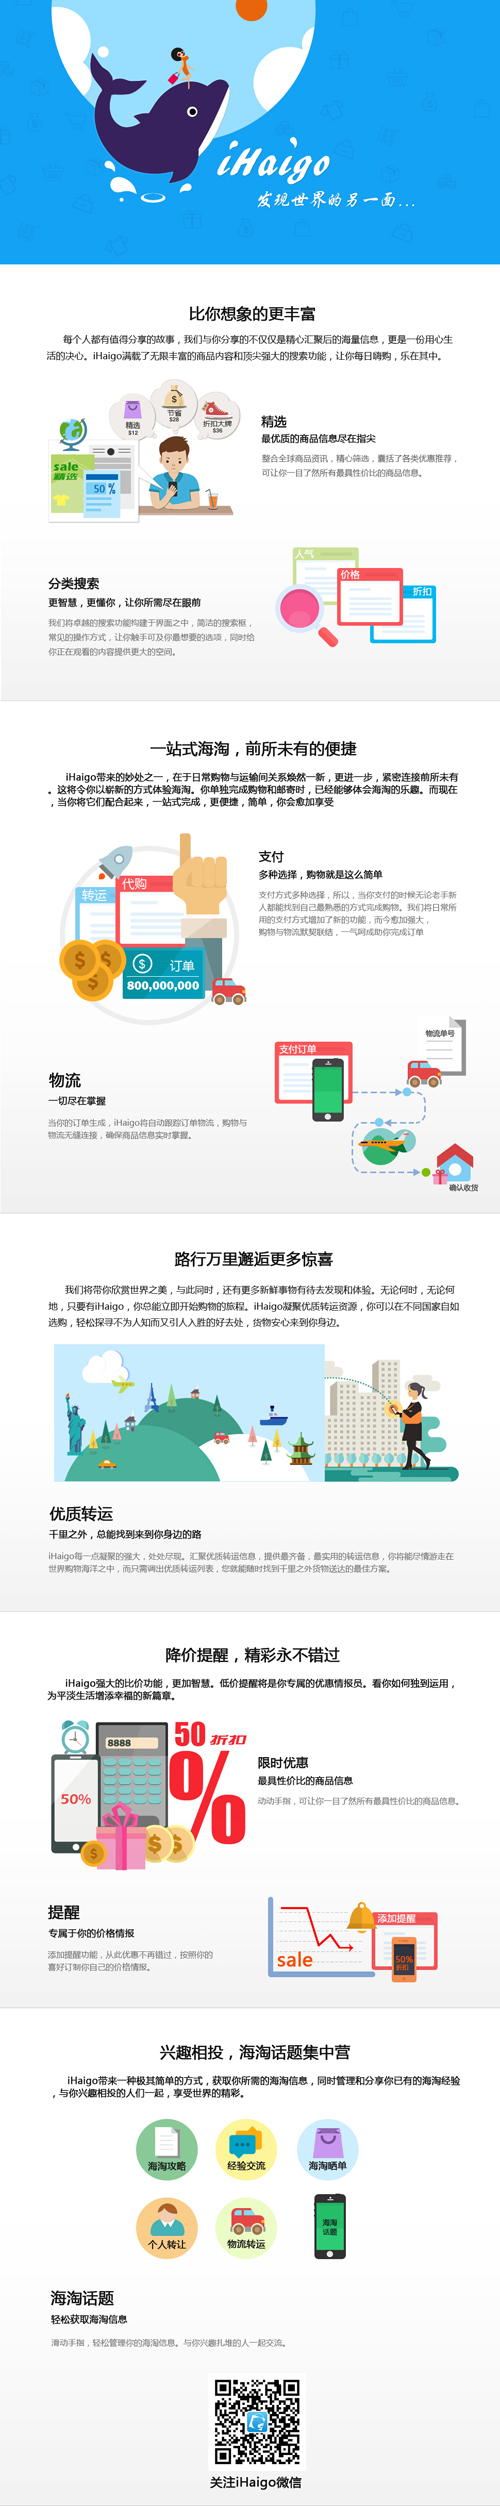 iHaigo
发现世界的另一面...
比你想象的更丰富
每个人都有值得分享的故事，我们与你分享的不仅仅是精心汇聚后的海量信息，更是一份用心生
活的决心。iHaigo满载了无限丰富的商品内容和顶尖强大的搜索功能，让你每日嗨购，乐在其中。
精选
$12
节省
$28
折扣大牌
$36
sale
精选
50 %
精选
最优质的商品信息尽在指尖
整合全球商品资讯，精心筛选，囊括了各类优惠推荐，
可让你一目了然所有最具性价比的商品信息。
分类搜索
更智慧，更懂你，让你所需尽在眼前
我们将卓越的搜索功能构建于界面之中，简洁的搜索框，
常见的操作方式，让你触手可及你最想要的选项，同时给
你正在观看的内容提供更大的空间。
人气
价格
折扣
一站式海淘，前所未有的便捷
iHaigo带来的妙处之一，在于日常购物与运输间关系焕然一新，更进一步，紧密连接前所未有
。这将令你以崭新的方式体验海淘。你单独完成购物和邮寄时，已经能够体会海淘的乐趣。而现在
，当你将它们配合起来，一站式完成，更便捷，简单，你会愈加享受
转运
代购
$ 订单
800,000,000
支付
多种选择，购物就是这么简单
支付方式多种选择，所以，当你支付的时候无论老手新
人都能找到自己最熟悉的方式完成购物。我们将日常所
用的支付方式增加了新的功能，而今愈加强大，
购物与物流默契联结，一气呵成助你完成订单
物流
一切尽在掌握
当你的订单生成，iHaigo将自动跟踪订单物流，购物与
物流无缝连接，确保商品信息实时掌握。
支付订单
物流单号
确认收货
路行万里邂逅更多惊喜
我们将带你欣赏世界之美，与此同时，还有更多新鲜事物有待去发现和体验。无论何时，无论何
地，只要有iHaigo，你总能立即开始购物的旅程。iHaigo凝聚优质转运资源，你可以在不同国家自如
选购，轻松探寻不为人知而又引人入胜的好去处，货物安心来到你身边。
优质转运
千里之外，总能找到来到你身边的路
iHaigo每一点凝聚的强大，处处尽现。汇聚优质转运信息，提供最齐备，最实用的转运信息，你将能尽情游走在
世界购物海洋之中，而只需调出优质转运列表，您就能随时找到千里之外货物送达的最佳方案。
降价提醒，精彩永不错过
iHaigo强大的比价功能，更加智慧。低价提醒将是你专属的优惠情报员。看你如何独到运用，
为平淡生活增添幸福的新篇章。
8888
50%
50 折扣
%
限时优惠
最具性价比的商品信息
动动手指，可让你一目了然所有最具性价比的商品信息。
提醒
专属于你的价格情报
添加提醒功能，从此优惠不再错过，按照你的
喜好订制你自己的价格情报。
sale
添加提醒
50%
折扣
兴趣相投，海淘话题集中营
iHaigo带来一种极其简单的方式，获取你所需的海淘信息，同时管理和分享你已有的海淘经验
，与你兴趣相投的人们一起，享受世界的精彩。
海淘攻略
经验交流
海淘晒单
个人转让
物流转运
海淘
话题
海淘话题
轻松获取海淘信息
滑动手指，轻松管理你的海淘信息。与你兴趣扎堆的人一起交流。
关注iHaigo微信